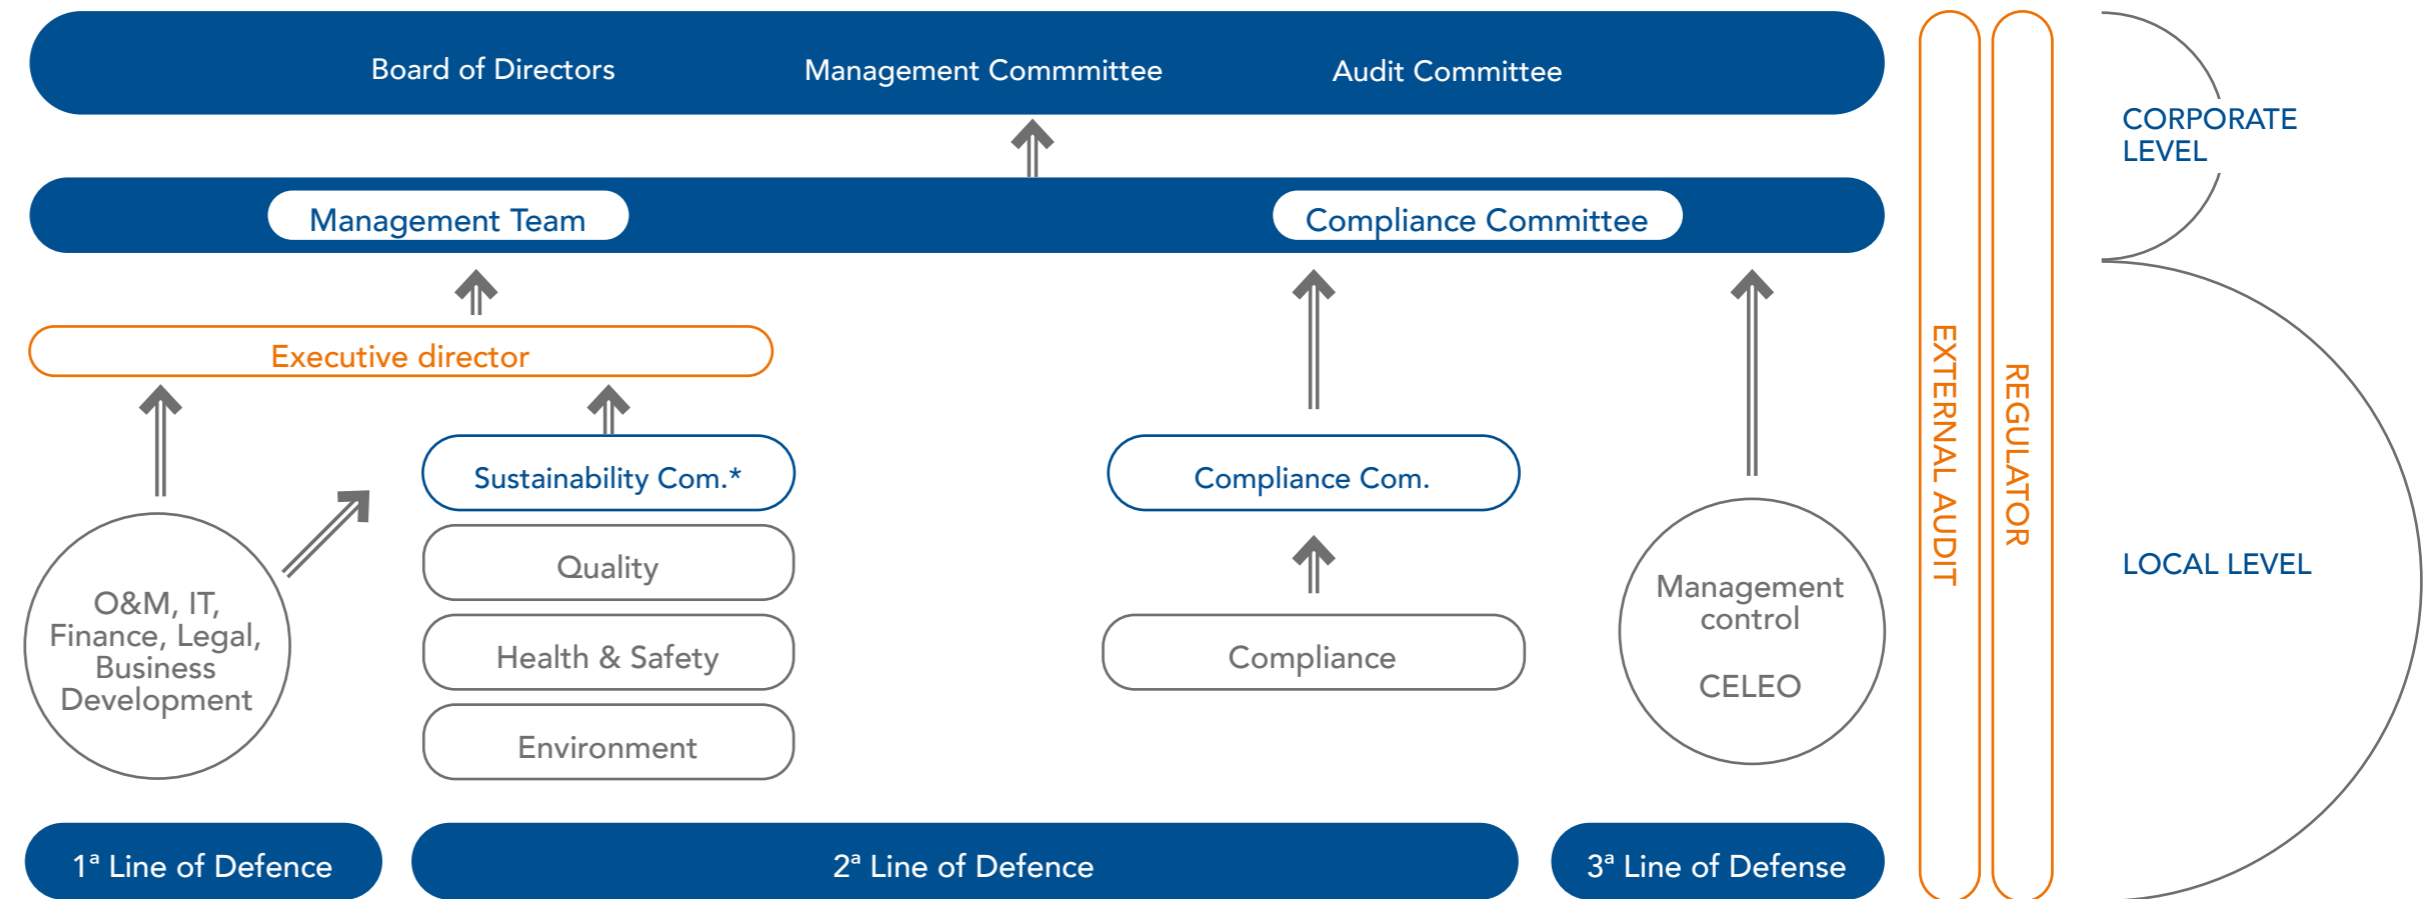 Board of Directors
Management Commmittee
Audit Committee
Management Team
Compliance Committee
Executive director
Sustainability Com.*
Compliance Com.
Quality
Health & Safety
Environment
Compliance
O&M, IT,
Finance, Legal,
Business
Development
Management
control
CELEO
1ª Line of Defence
2ª Line of Defence
3ª Line of Defense
EXTERNAL AUDIT
REGULATOR
CORPORATE
LEVEL
LOCAL LEVEL